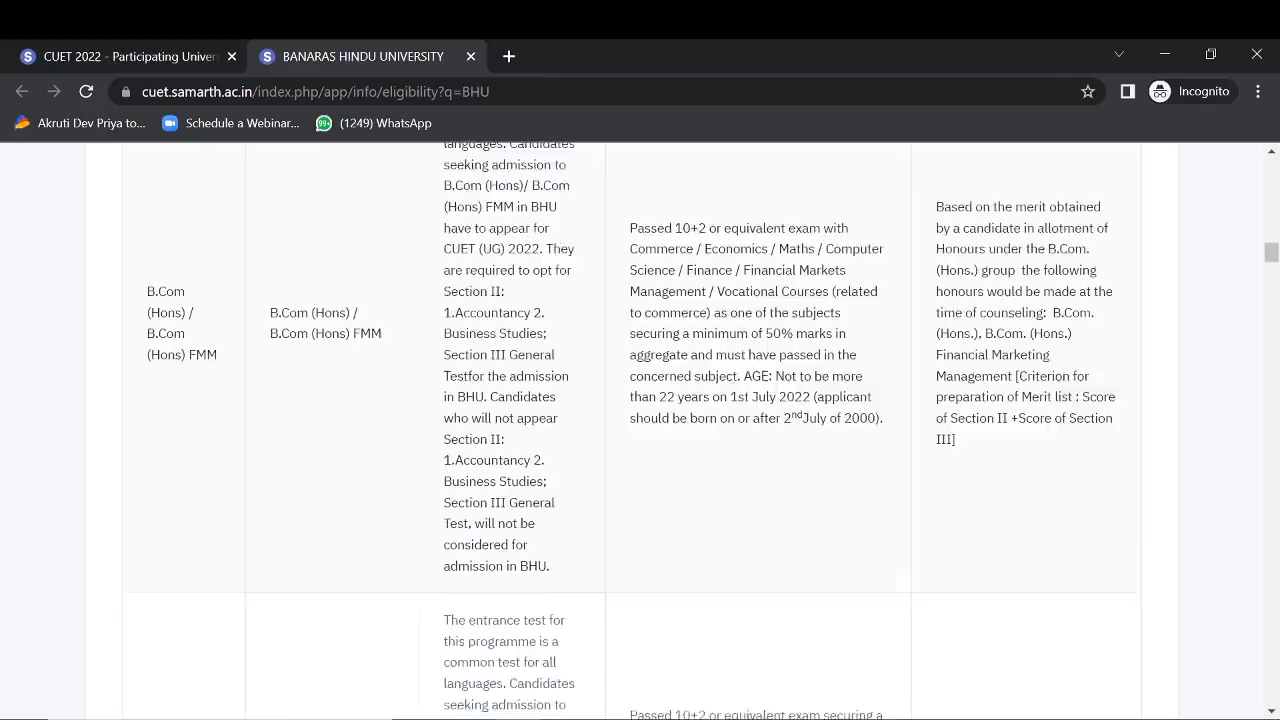 CUET 2022 - Participating Univers
BANARAS HINDU UNIVERSITY
cuet.samarth.ac.in/index.php/app/info/eligibility?q=BHU
Incognito
Akruti Dev Priya to...
Schedule a Webinar...
99+
(1249) WhatsApp
B.Com
(Hons) /
B.Com
(Hons) FMM
B.Com (Hons) /
B.Com (Hons) FMM
languages. Candidates
seeking admission to
B.Com (Hons)/ B.Com
(Hons) FMM in BHU
have to appear for
CUET (UG) 2022. They
are required to opt for
Section II:
1.Accountancy 2.
Business Studies;
Section III General
Testfor the admission
in BHU. Candidates
who will not appear
Section II:
1.Accountancy 2.
Business Studies;
Section III General
Test, will not be
considered for
admission in BHU.
Passed 10+2 or equivalent exam with
Commerce / Economics / Maths / Computer
Science / Finance / Financial Markets
Management / Vocational Courses (related
to commerce) as one of the subjects
securing a minimum of 50% marks in
aggregate and must have passed in the
concerned subject. AGE: Not to be more
than 22 years on 1st July 2022 (applicant
should be born on or after 2ndJuly of 2000).
Based on the merit obtained
by a candidate in allotment of
Honours under the B.Com.
(Hons.) group the following
honours would be made at the
time of counseling: B.Com.
(Hons.), B.Com. (Hons.)
Financial Marketing
Management [Criterion for
preparation of Merit list : Score
of Section II +Score of Section
III]
The entrance test for
this programme is a
common test for all
languages. Candidates
seeking admission to
Passed 10+2 or equivalent exam securing a